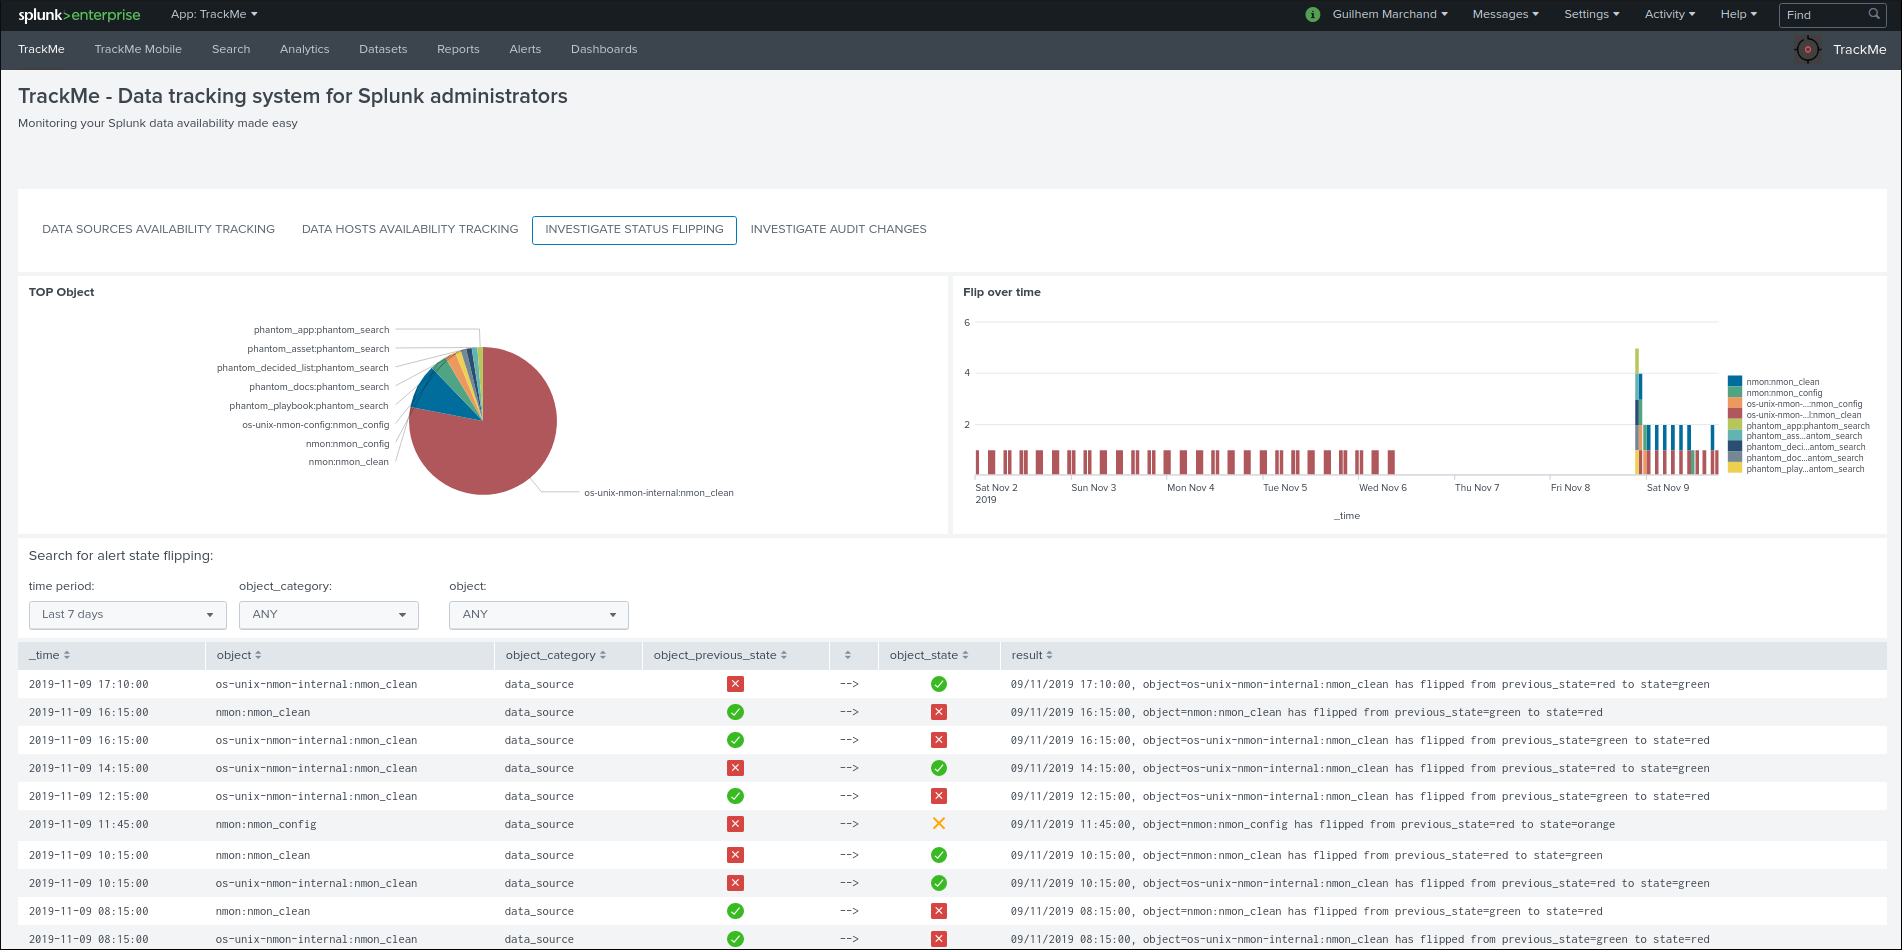 splunk>enterprise App: TrackMe i Guilhem Marchand Messages Settings Activity Help Find
TrackMe TrackMe Mobile Search Analytics Datasets Reports Alerts Dashboards TrackMe
TrackMe - Data tracking system for Splunk administrators
Monitoring your Splunk data availability made easy
DATA SOURCES AVAILABILITY TRACKING DATA HOSTS AVAILABILITY TRACKING INVESTIGATE STATUS FLIPPING INVESTIGATE AUDIT CHANGES
TOP Object
phantom_app:phantom_search
phantom_asset:phantom_search
phantom_decided_list:phantom_search
phantom_docs:phantom_search
phantom_playbook:phantom_search
os-unix-nmon-config:nmon_config
nmon:nmon_config
nmon:nmon_clean
os-unix-nmon-internal:nmon_clean
Flip over time
6
4
2
Sat Nov 2 Sun Nov 3 Mon Nov 4 Tue Nov 5 Wed Nov 6 Thu Nov 7 Fri Nov 8 Sat Nov 9
2019
_time
nmon:nmon_clean
nmon:nmon_config
os-unix-nmon-...:nmon_config
os-unix-nmon-...l:nmon_clean
phantom_app:phantom_search
phantom_ass...antom_search
phantom_deci...antom_search
phantom_doc...antom_search
phantom_play...antom_search
Search for alert state flipping:
time period: object_category: object:
Last 7 days ANY ANY
_time object object_category object_previous_state object_state result
2019-11-09 17:10:00 os-unix-nmon-internal:nmon_clean data_source --> 09/11/2019 17:10:00, object=os-unix-nmon-internal:nmon_clean has flipped from previous_state=red to state=green
2019-11-09 16:15:00 nmon:nmon_clean data_source --> 09/11/2019 16:15:00, object=nmon:nmon_clean has flipped from previous_state=green to state=red
2019-11-09 16:15:00 os-unix-nmon-internal:nmon_clean data_source --> 09/11/2019 16:15:00, object=os-unix-nmon-internal:nmon_clean has flipped from previous_state=green to state=red
2019-11-09 14:15:00 os-unix-nmon-internal:nmon_clean data_source --> 09/11/2019 14:15:00, object=os-unix-nmon-internal:nmon_clean has flipped from previous_state=red to state=green
2019-11-09 12:15:00 os-unix-nmon-internal:nmon_clean data_source --> 09/11/2019 12:15:00, object=os-unix-nmon-internal:nmon_clean has flipped from previous_state=green to state=red
2019-11-09 11:45:00 nmon:nmon_config data_source --> 09/11/2019 11:45:00, object=nmon:nmon_config has flipped from previous_state=red to state=orange
2019-11-09 10:15:00 nmon:nmon_clean data_source --> 09/11/2019 10:15:00, object=nmon:nmon_clean has flipped from previous_state=red to state=green
2019-11-09 10:15:00 os-unix-nmon-internal:nmon_clean data_source --> 09/11/2019 10:15:00, object=os-unix-nmon-internal:nmon_clean has flipped from previous_state=red to state=green
2019-11-09 08:15:00 nmon:nmon_clean data_source --> 09/11/2019 08:15:00, object=nmon:nmon_clean has flipped from previous_state=green to state=red
2019-11-09 08:15:00 os-unix-nmon-internal:nmon_clean data_source --> 09/11/2019 08:15:00, object=os-unix-nmon-internal:nmon_clean has flipped from previous_state=green to state=red